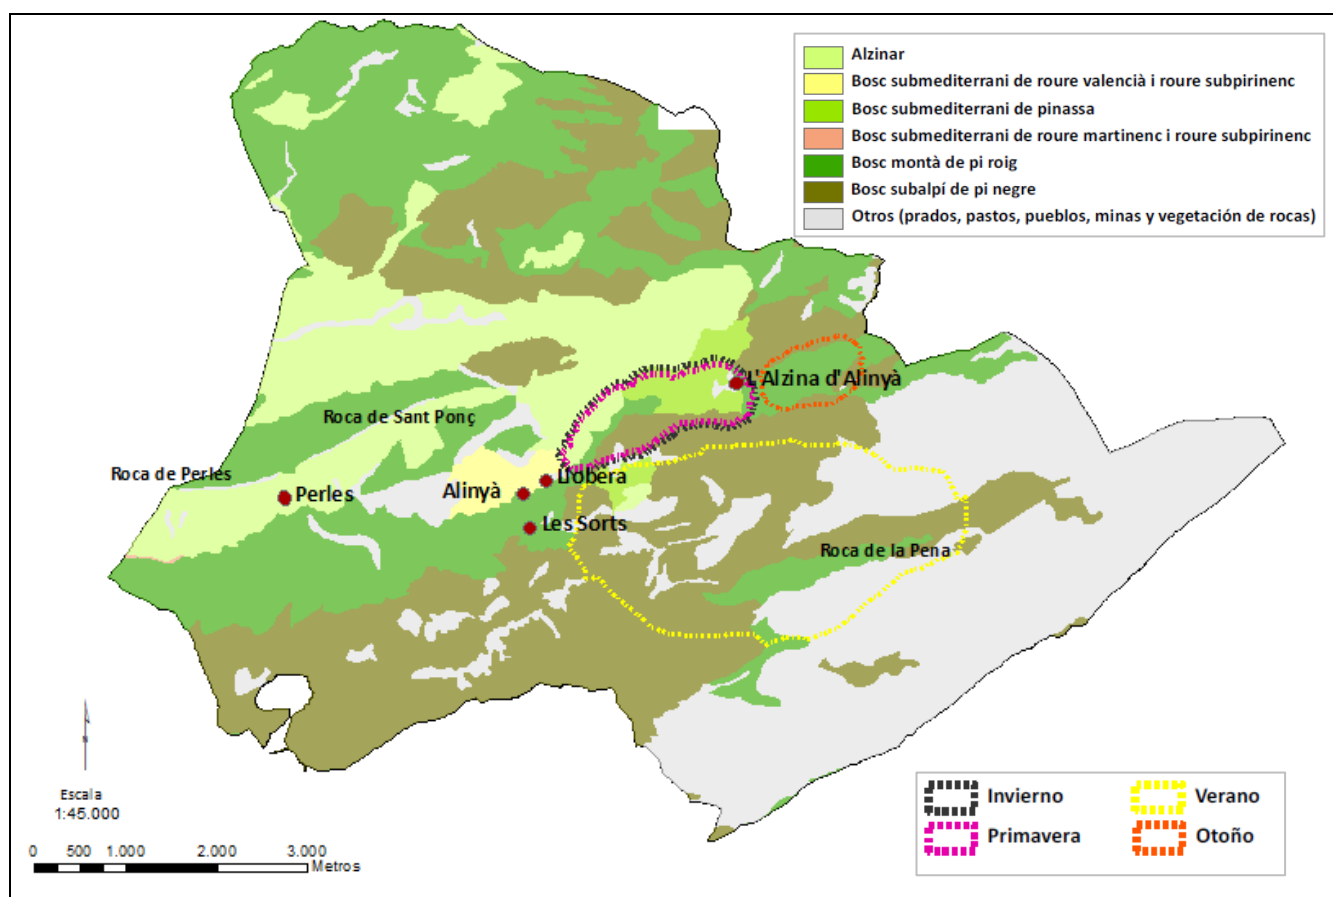 Alzinar
Bosc submediterrani de roure valencià i roure subpirinenc
Bosc submediterrani de pinassa
Bosc submediterrani de roure martinenc i roure subpirinenc
Bosc montà de pi roig
Bosc subalpí de pi negre
Otros (prados, pastos, pueblos, minas y vegetación de rocas)
L'Alzina d'Alinyà
Roca de Sant Ponç
Roca de Perles
Perles
Alinyà
Llobera
Les Sorts
Roca de la Pena
N
Escala
1:45.000
0 500 1.000 2.000 3.000
Metros
Invierno
Verano
Primavera
Otoño